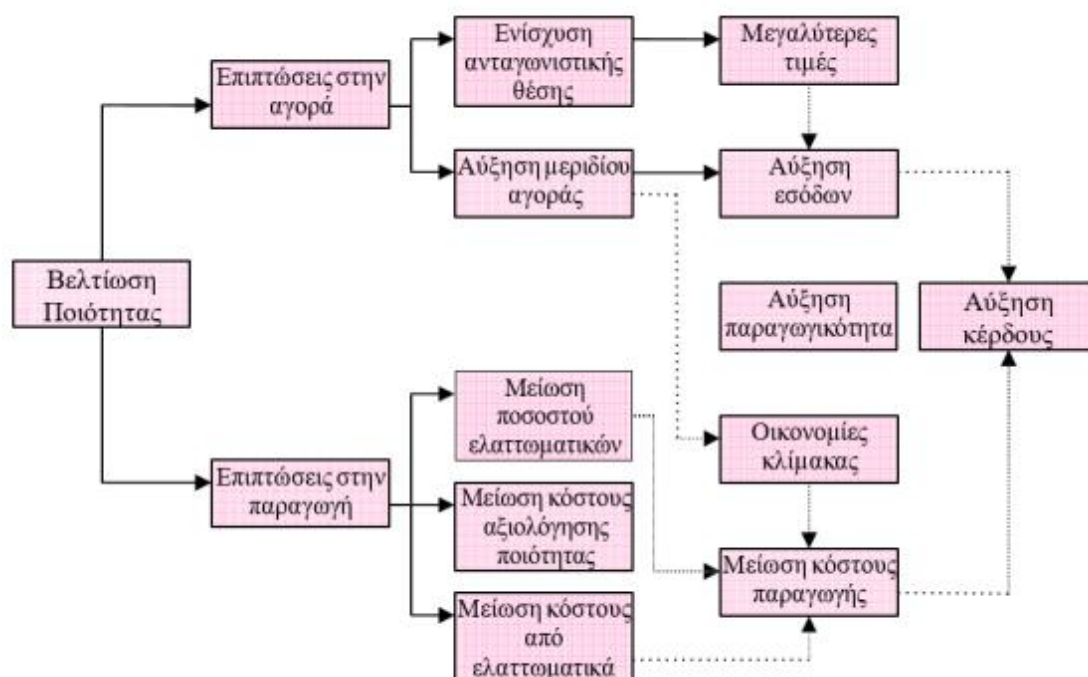 Ενίσχυση
ανταγωνιστικής
θέσης
Μεγαλύτερες
τιμές
Επιπτώσεις στην
αγορά
Αύξηση μεριδίου
αγοράς
Αύξηση
εσόδων
Βελτίωση
Ποιότητας
Αύξηση
παραγωγικότητα
Αύξηση
κέρδους
Μείωση
ποσοστού
ελαττωματικών
Οικονομίες
κλίμακας
Επιπτώσεις στην
παραγωγή
Μείωση κόστους
αξιολόγησης
ποιότητας
Μείωση κόστους
παραγωγής
Μείωση κόστους
από
ελαττωματικά